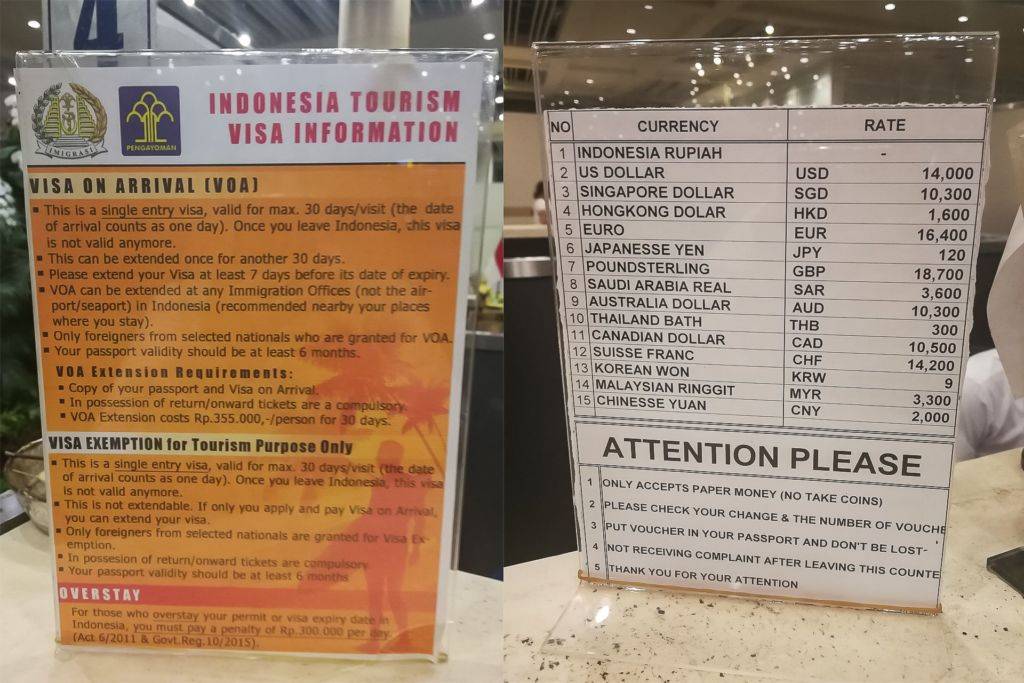 4
IMIGRASI
PENGAYOMAN
INDONESIA TOURISM
VISA INFORMATION
VISA ON ARRIVAL (VOA)
▪ This is a single entry visa, valid for max. 30 days/visit (the date
of arrival counts as one day). Once you leave Indonesia, this visa
is not valid anymore.
▪ This can be extended once for another 30 days.
▪ Please extend your Visa at least 7 days before its date of expiry.
▪ VOA can be extended at any Immigration Offices (not the air-
port/seaport) in Indonesia (recommended nearby your places
where you stay).
▪ Only foreigners from selected nationals who are granted for VOA.
▪ Your passport validity should be at least 6 months.
VOA Extension Requirements:
▪ Copy of your passport and Visa on Arrival.
▪ In possession of return/onward tickets are a compulsory.
▪ VOA Extension costs Rp.355.000,-/person for 30 days.
VISA EXEMPTION for Tourism Purpose Only
▪ This is a single entry visa, valid for max. 30 days/visit (the date
of arrival counts as one day). Once you leave Indonesia, this visa
is not valid anymore.
▪ This is not extendable. If only you apply and pay Visa on Arrival,
you can extend your visa.
▪ Only foreigners from selected nationals are granted for Visa Ex-
emption.
▪ In possesion of return/onward tickets are compulsory
▪ Your passport validity should be at least 6 months
OVERSTAY
For those who overstay your permit or visa expiry date in
Indonesia, you must pay a penalty of Rp.300.000 per day.
(Act 6/2011 & Govt.Reg.10/2015).
NO CURRENCY RATE
1 INDONESIA RUPIAH -
2 US DOLLAR USD 14,000
3 SINGAPORE DOLLAR SGD 10,300
4 HONGKONG DOLAR HKD 1,600
5 EURO EUR 16,400
6 JAPANESSE YEN JPY 120
7 POUNDSTERLING GBP 18,700
8 SAUDI ARABIA REAL SAR 3,600
9 AUSTRALIA DOLLAR AUD 10,300
10 THAILAND BATH THB 300
11 CANADIAN DOLLAR CAD 10,500
12 SUISSE FRANC CHF 14,200
13 KOREAN WON KRW 9
14 MALAYSIAN RINGGIT MYR 3,300
15 CHINESSE YUAN CNY 2,000
ATTENTION PLEASE
1 ONLY ACCEPTS PAPER MONEY (NO TAKE COINS)
2 PLEASE CHECK YOUR CHANGE & THE NUMBER OF VOUCHE
3 PUT VOUCHER IN YOUR PASSPORT AND DON'T BE LOST-
4 NOT RECEIVING COMPLAINT AFTER LEAVING THIS COUNTE
5 THANK YOU FOR YOUR ATTENTION